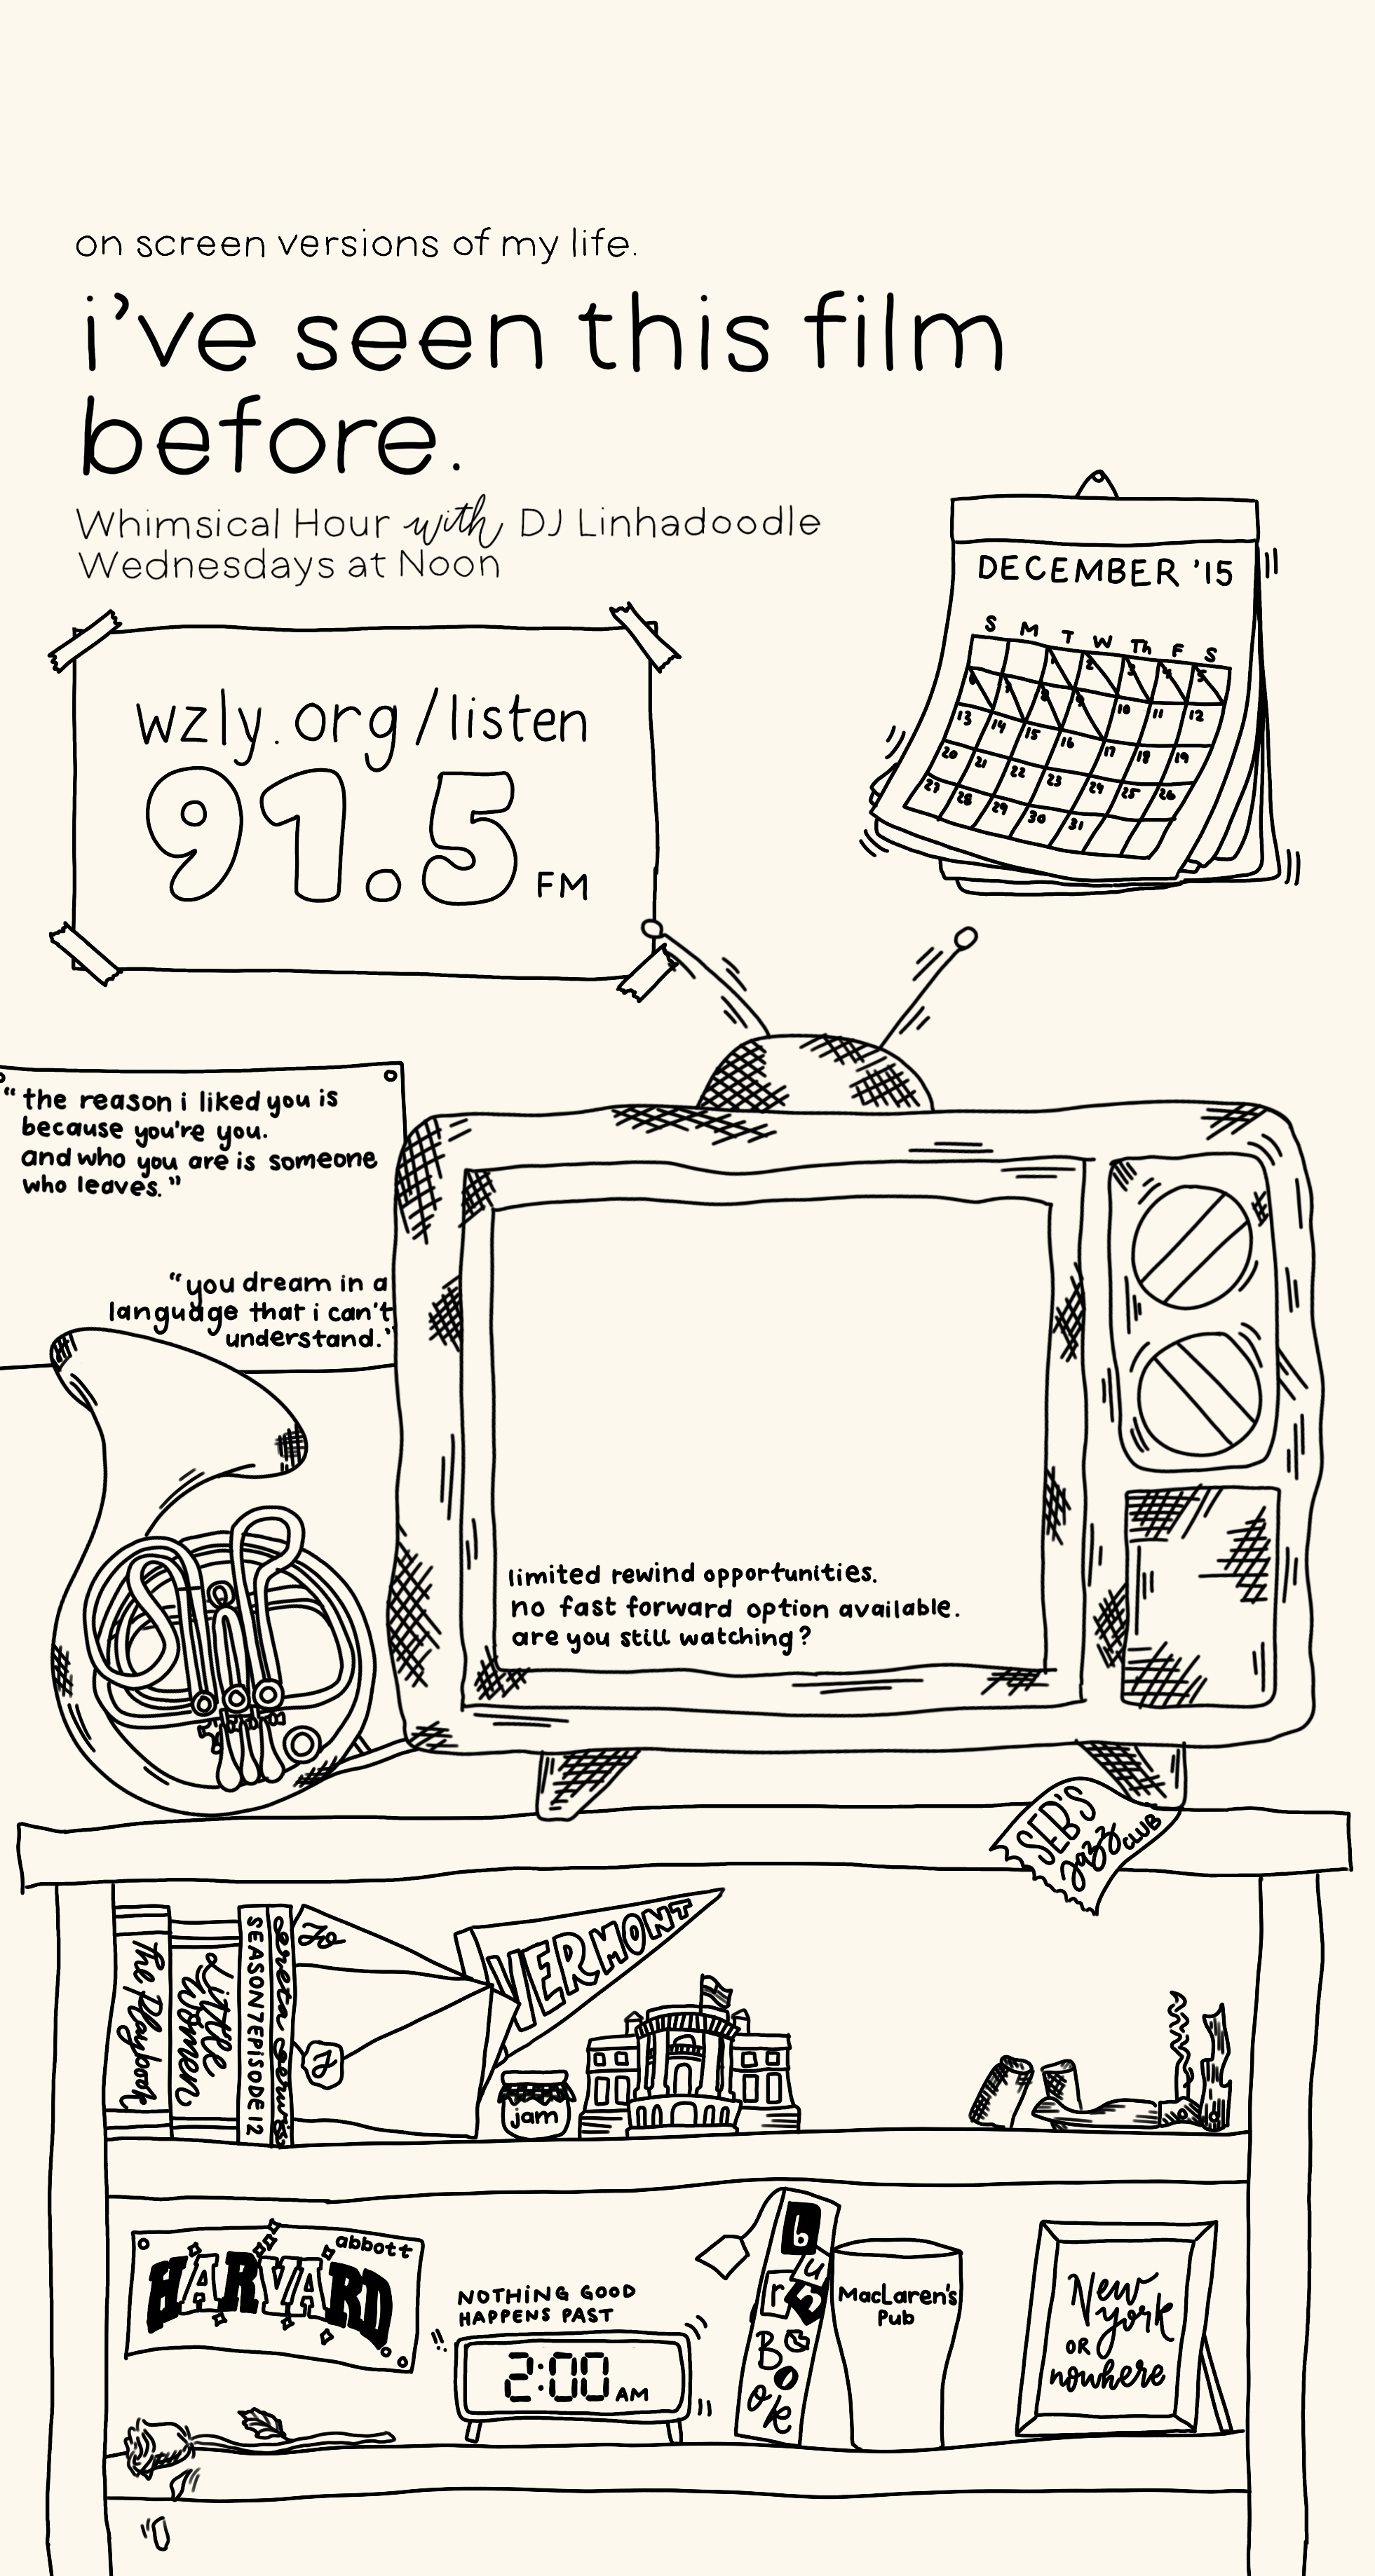 on screen versions of my life.
i've seen this film
before.
Whimsical Hour with DJ Linhadoodle
Wednesdays at Noon
wzly.org/listen
91.5 FM
DECEMBER '15
S M T W Th F S
1 2 3 4 5
6 7 8 9 10 11 12
13 14 15 16 17 18 19
20 21 22 23 24 25 26
27 28 29 30 31
“the reason i liked you is
because you're you.
and who you are is someone
who leaves.”
“you dream in a
language that i can't
understand.”
limited rewind opportunities.
no fast forward option available.
are you still watching?
SEB'S
jazz CLUB
the Playbook
Little
Women
SEASON 7 EPISODE 12
Jo
J
VERMONT
jam
abbott
HARVARD
NOTHING GOOD
HAPPENS PAST
2:00 AM
bur
Book
MacLaren's
Pub
New
York
OR
nowhere